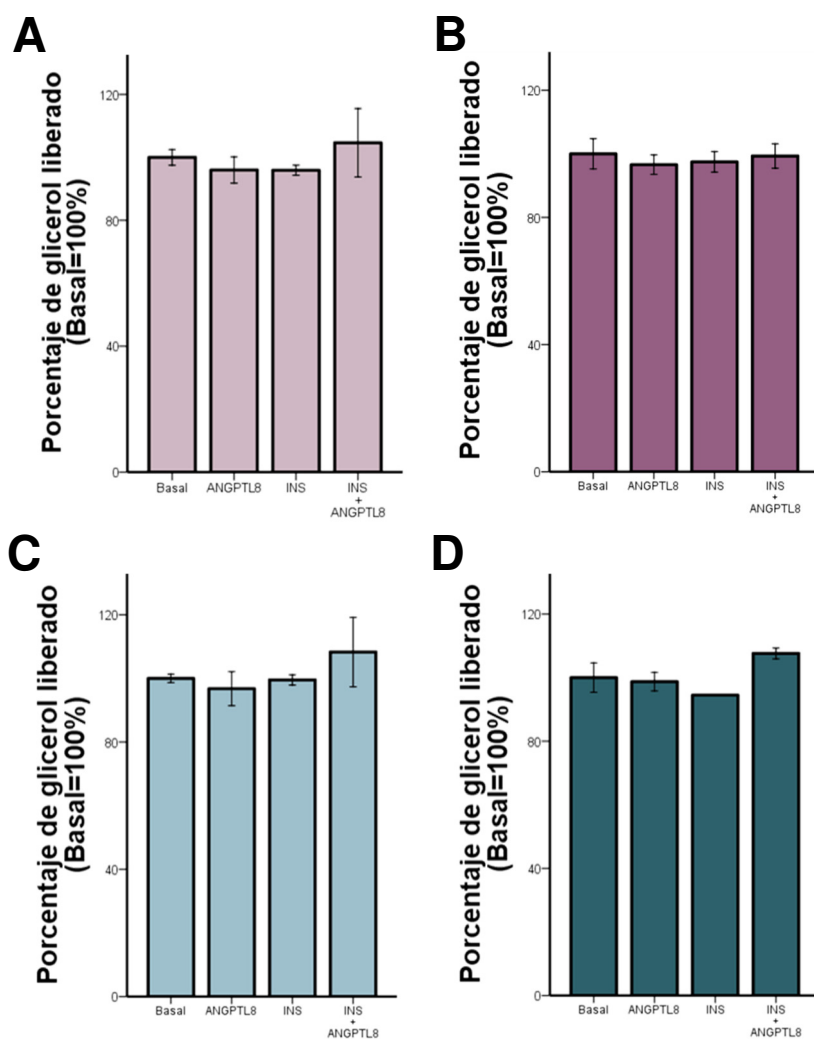 A
Porcentaje de glicerol liberado
(Basal=100%)
120
80
40
0
Basal
ANGPTL8
INS
INS
+
ANGPTL8
B
Porcentaje de glicerol liberado
(Basal=100%)
120
80
40
0
Basal
ANGPTL8
INS
INS
+
ANGPTL8
C
Porcentaje de glicerol liberado
(Basal=100%)
120
80
40
0
Basal
ANGPTL8
INS
INS
+
ANGPTL8
D
Porcentaje de glicerol liberado
(Basal=100%)
120
80
40
0
Basal
ANGPTL8
INS
INS
+
ANGPTL8